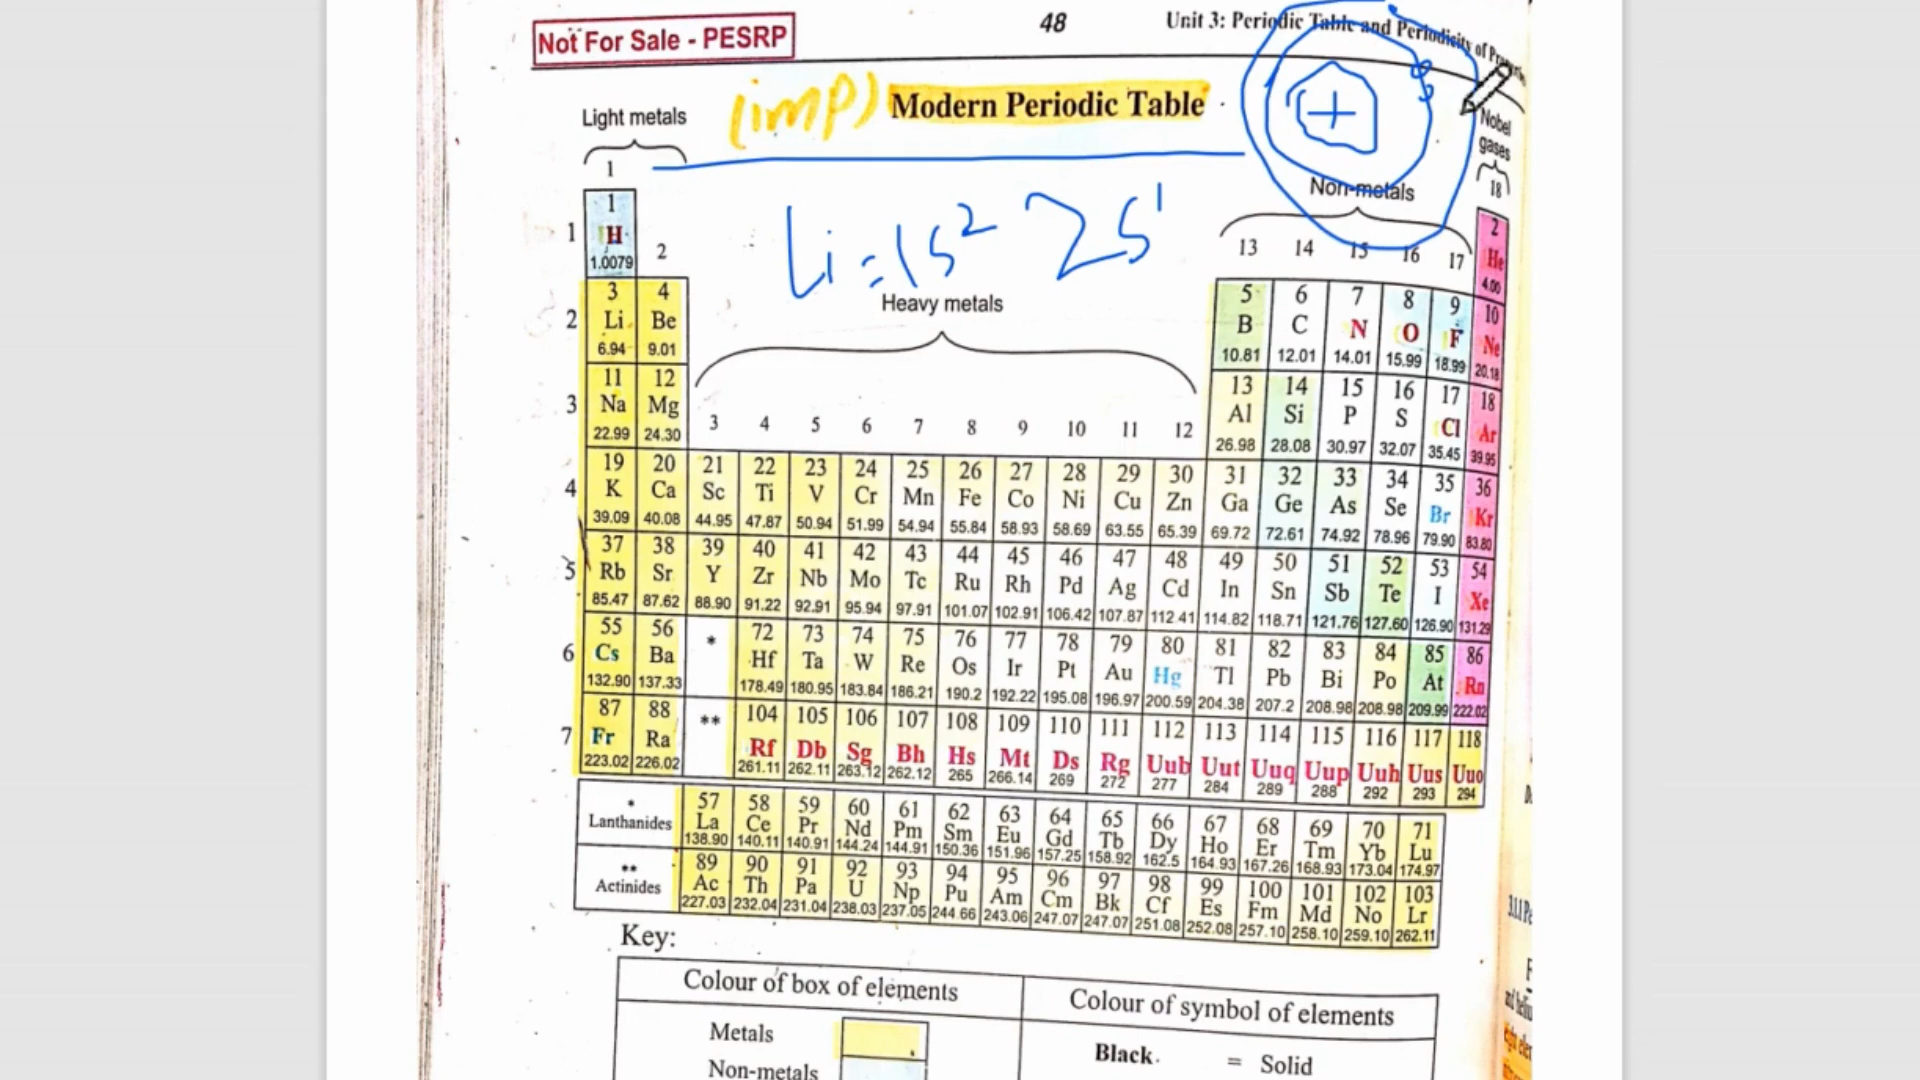 Not For Sale - PESRP
48
Unit 3: Periodic Table and Periodicity of
(imp) Modern Periodic Table
Light metals
Nobel
gases
Non-metals
Li = 1s² 2s¹
Heavy metals
1 2 3 4 5 6 7 8 9 10 11 12 13 14 15 16 17 18
1
1 2
H He
1.0079 4.00
2
3 4 5 6 7 8 9 10
Li Be B C N O F Ne
6.94 9.01 10.81 12.01 14.01 15.99 18.99 20.18
3
11 12 13 14 15 16 17 18
Na Mg Al Si P S Cl Ar
22.99 24.30 26.98 28.08 30.97 32.07 35.45 39.95
4
19 20 21 22 23 24 25 26 27 28 29 30 31 32 33 34 35 36
K Ca Sc Ti V Cr Mn Fe Co Ni Cu Zn Ga Ge As Se Br Kr
39.09 40.08 44.95 47.87 50.94 51.99 54.94 55.84 58.93 58.69 63.55 65.39 69.72 72.61 74.92 78.96 79.90 83.80
5
37 38 39 40 41 42 43 44 45 46 47 48 49 50 51 52 53 54
Rb Sr Y Zr Nb Mo Tc Ru Rh Pd Ag Cd In Sn Sb Te I Xe
85.47 87.62 88.90 91.22 92.91 95.94 97.91 101.07 102.91 106.42 107.87 112.41 114.82 118.71 121.76 127.60 126.90 131.29
6
55 56 * 72 73 74 75 76 77 78 79 80 81 82 83 84 85 86
Cs Ba Hf Ta W Re Os Ir Pt Au Hg Tl Pb Bi Po At Rn
132.90 137.33 178.49 180.95 183.84 186.21 190.2 192.22 195.08 196.97 200.59 204.38 207.2 208.98 208.98 209.99 222.02
7
87 88 ** 104 105 106 107 108 109 110 111 112 113 114 115 116 117 118
Fr Ra Rf Db Sg Bh Hs Mt Ds Rg Uub Uut Uuq Uup Uuh Uus Uuo
223.02 226.02 261.11 262.11 263.12 262.12 265 266.14 269 272 277 284 289 288 292 293 294
* 57 58 59 60 61 62 63 64 65 66 67 68 69 70 71
Lanthanides La Ce Pr Nd Pm Sm Eu Gd Tb Dy Ho Er Tm Yb Lu
138.90 140.11 140.91 144.24 144.91 150.36 151.96 157.25 158.92 162.5 164.93 167.26 168.93 173.04 174.97
** 89 90 91 92 93 94 95 96 97 98 99 100 101 102 103
Actinides Ac Th Pa U Np Pu Am Cm Bk Cf Es Fm Md No Lr
227.03 232.04 231.04 238.03 237.05 244.66 243.06 247.07 247.07 251.08 252.08 257.10 258.10 259.10 262.11
Key:
Colour of box of elements
Colour of symbol of elements
Metals
Black = Solid
Non-metals